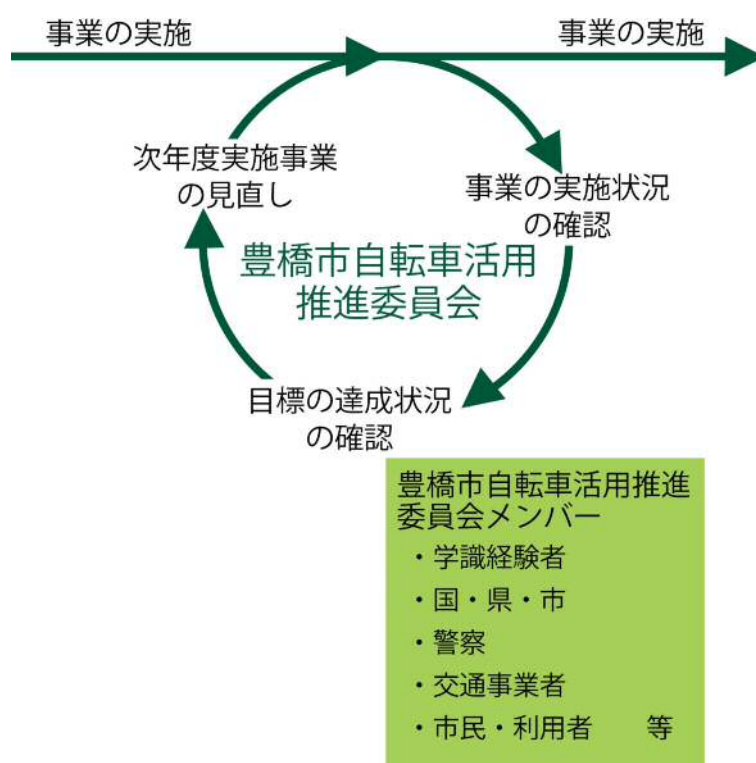 事業の実施
事業の実施
次年度実施事業
の見直し
事業の実施状況
の確認
豊橋市自転車活用
推進委員会
目標の達成状況
の確認
豊橋市自転車活用推進
委員会メンバー
・学識経験者
・国・県・市
・警察
・交通事業者
・市民・利用者　等